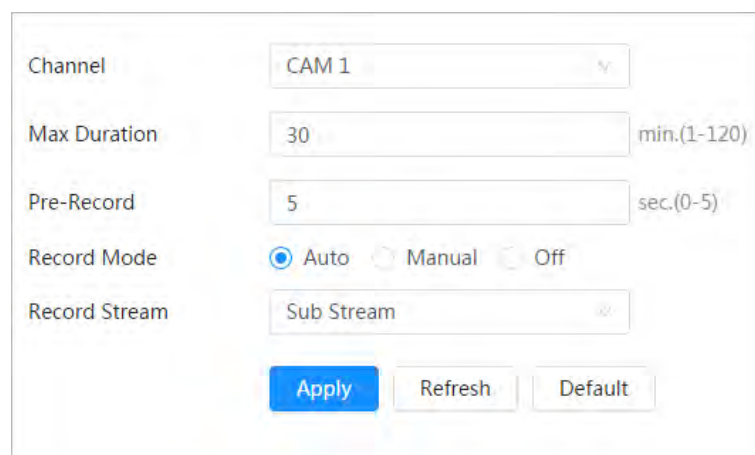 Channel CAM 1
Max Duration 30 min.(1-120)
Pre-Record 5 sec.(0-5)
Record Mode Auto Manual Off
Record Stream Sub Stream
Apply Refresh Default